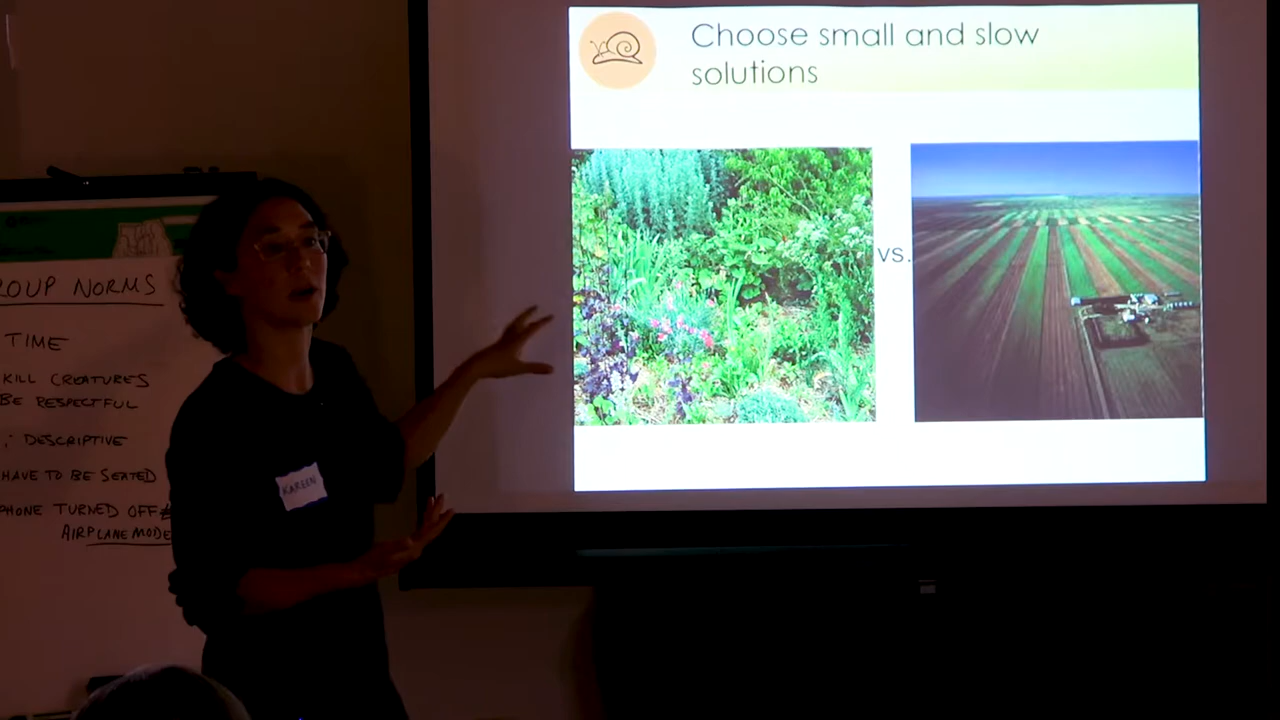 Choose small and slow
solutions
vs.
OUP NORMS
TIME
KILL CREATURES
BE RESPECTFUL
DESCRIPTIVE
HAVE TO BE SEATED
PHONE TURNED OFF
AIRPLANE MODE
KAREEN